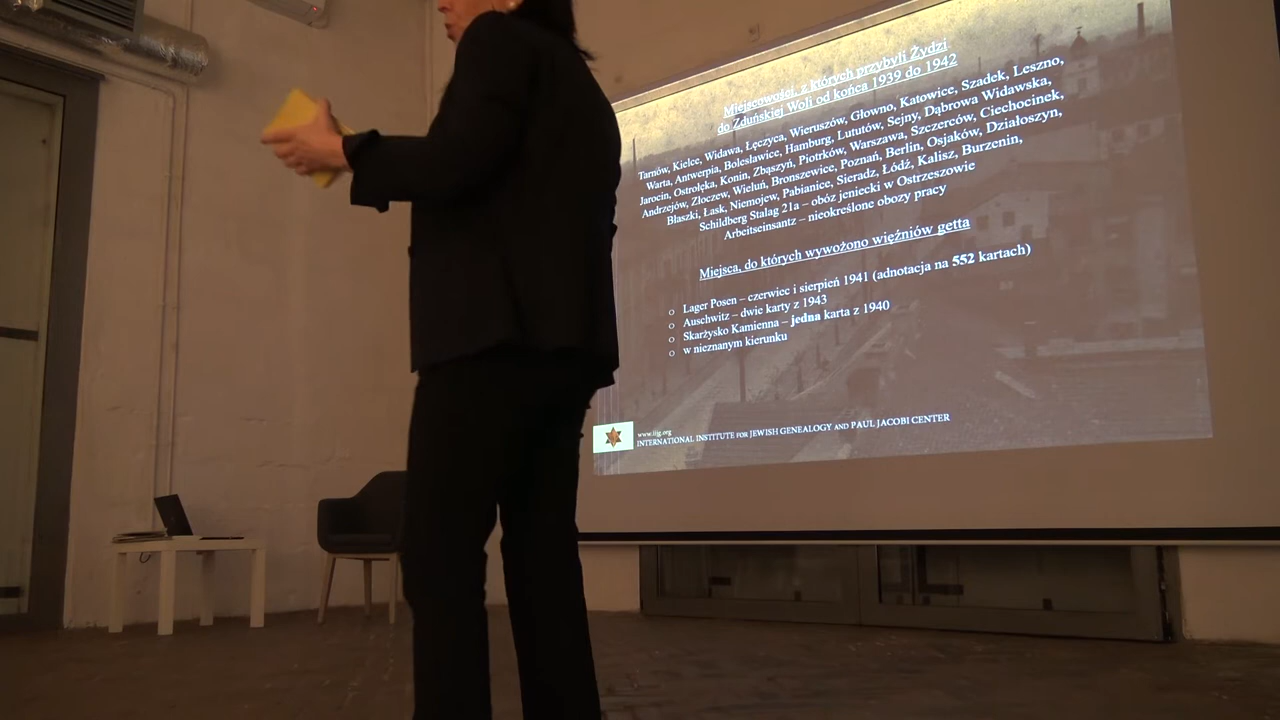 Miejscowości, z których przybyli Żydzi
do Zduńskiej Woli od końca 1939 do 1942
Tarnów, Kielce, Widawa, Łęczyca, Wieruszów, Głowno, Katowice, Szadek, Leszno,
Warta, Antwerpia, Bolesławice, Hamburg, Lututów, Sejny, Dąbrowa Widawska,
Jarocin, Ostrołęka, Konin, Zbąszyń, Piotrków, Warszawa, Szczerców, Ciechocinek,
Andrzejów, Złoczew, Wieluń, Bronszewice, Poznań, Berlin, Osjaków, Działoszyn,
Błaszki, Łask, Niemojew, Pabianice, Sieradz, Łódź, Kalisz, Burzenin,
Schildberg Stalag 21a – obóz jeniecki w Ostrzeszowie
Arbeitseinsantz – nieokreślone obozy pracy
Miejsca, do których wywożono więźniów getta
o Lager Posen – czerwiec i sierpień 1941 (adnotacja na 552 kartach)
o Auschwitz – dwie karty z 1943
o Skarżysko Kamienna – jedna karta z 1940
o w nieznanym kierunku
www.iijg.org
INTERNATIONAL INSTITUTE FOR JEWISH GENEALOGY AND PAUL JACOBI CENTER